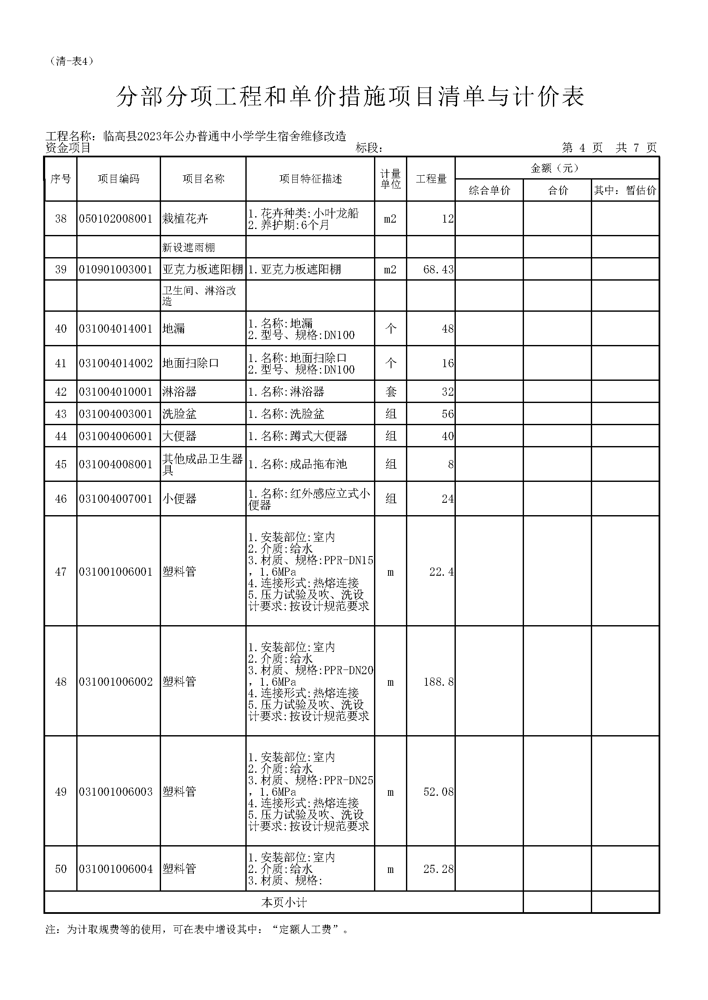 （清-表4）
分部分项工程和单价措施项目清单与计价表
工程名称：临高县2023年公办普通中小学学生宿舍维修改造
资金项目 标段： 第 4 页 共 7 页
序号 项目编码 项目名称 项目特征描述 计量单位 工程量 金额（元）
综合单价 合价 其中：暂估价
38 050102008001 栽植花卉 1.花卉种类:小叶龙船
2.养护期:6个月 m2 12
新设遮雨棚
39 010901003001 亚克力板遮阳棚 1.亚克力板遮阳棚 m2 68.43
卫生间、淋浴改
造
40 031004014001 地漏 1.名称:地漏
2.型号、规格:DN100 个 48
41 031004014002 地面扫除口 1.名称:地面扫除口
2.型号、规格:DN100 个 16
42 031004010001 淋浴器 1.名称:淋浴器 套 32
43 031004003001 洗脸盆 1.名称:洗脸盆 组 56
44 031004006001 大便器 1.名称:蹲式大便器 组 40
45 031004008001 其他成品卫生器
具 1.名称:成品拖布池 组 8
46 031004007001 小便器 1.名称:红外感应立式小
便器 组 24
47 031001006001 塑料管 1.安装部位:室内
2.介质:给水
3.材质、规格:PPR-DN15
，1.6MPa
4.连接形式:热熔连接
5.压力试验及吹、洗设
计要求:按设计规范要求 m 22.4
48 031001006002 塑料管 1.安装部位:室内
2.介质:给水
3.材质、规格:PPR-DN20
，1.6MPa
4.连接形式:热熔连接
5.压力试验及吹、洗设
计要求:按设计规范要求 m 188.8
49 031001006003 塑料管 1.安装部位:室内
2.介质:给水
3.材质、规格:PPR-DN25
，1.6MPa
4.连接形式:热熔连接
5.压力试验及吹、洗设
计要求:按设计规范要求 m 52.08
50 031001006004 塑料管 1.安装部位:室内
2.介质:给水
3.材质、规格: m 25.28
本页小计
注：为计取规费等的使用，可在表中增设其中：“定额人工费”。